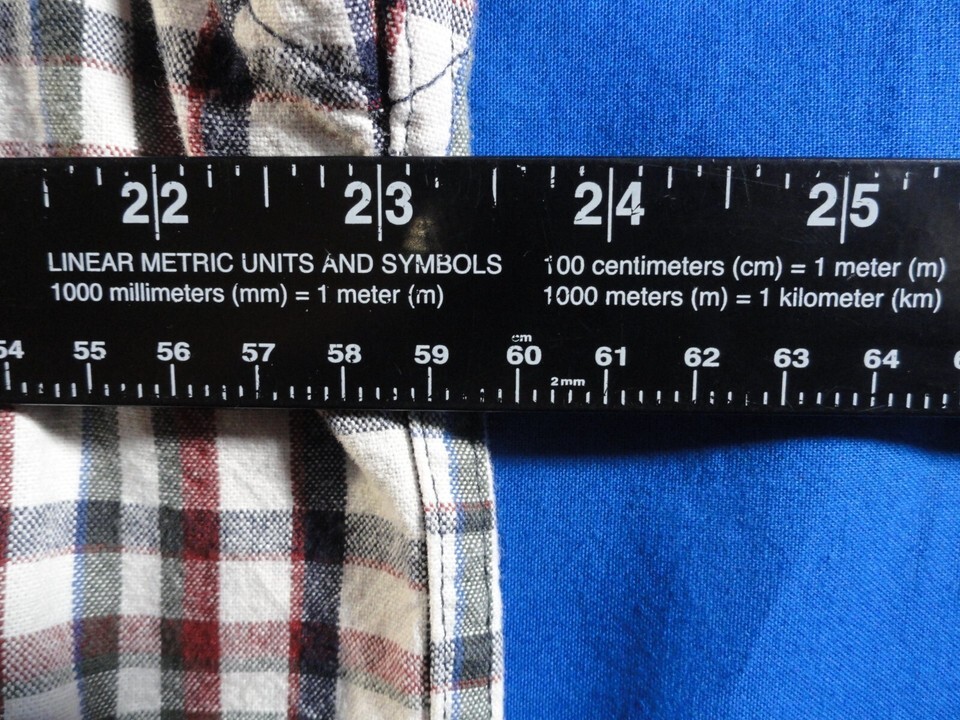 22 23 24 25
LINEAR METRIC UNITS AND SYMBOLS 100 centimeters (cm) = 1 meter (m)
1000 millimeters (mm) = 1 meter (m) 1000 meters (m) = 1 kilometer (km)
cm
54 55 56 57 58 59 60 61 62 63 64
2mm